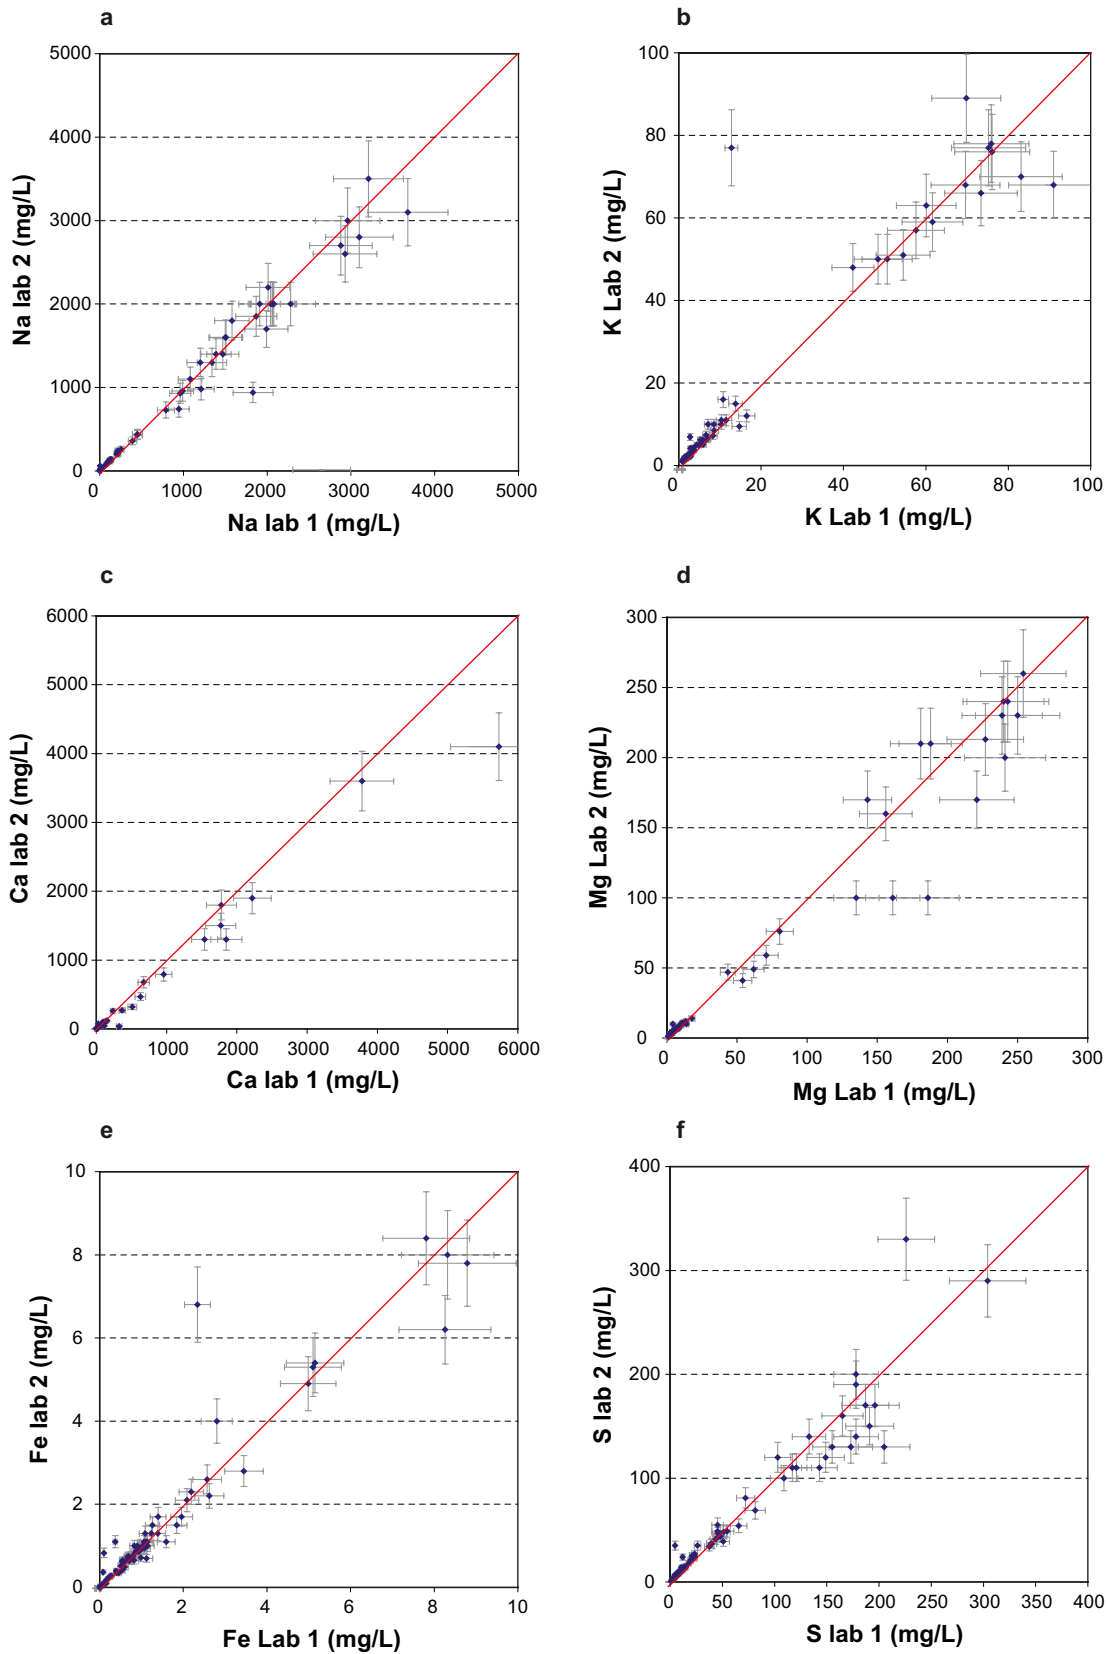 a
5000
4000
3000
2000
1000
0
0 1000 2000 3000 4000 5000
Na lab 2 (mg/L)
Na lab 1 (mg/L)
b
100
80
60
40
20
0
0 20 40 60 80 100
K Lab 2 (mg/L)
K Lab 1 (mg/L)
c
6000
5000
4000
3000
2000
1000
0
0 1000 2000 3000 4000 5000 6000
Ca lab 2 (mg/L)
Ca lab 1 (mg/L)
d
300
250
200
150
100
50
0
0 50 100 150 200 250 300
Mg Lab 2 (mg/L)
Mg Lab 1 (mg/L)
e
10
8
6
4
2
0
0 2 4 6 8 10
Fe lab 2 (mg/L)
Fe Lab 1 (mg/L)
f
400
300
200
100
0
0 50 100 150 200 250 300 350 400
S lab 2 (mg/L)
S lab 1 (mg/L)